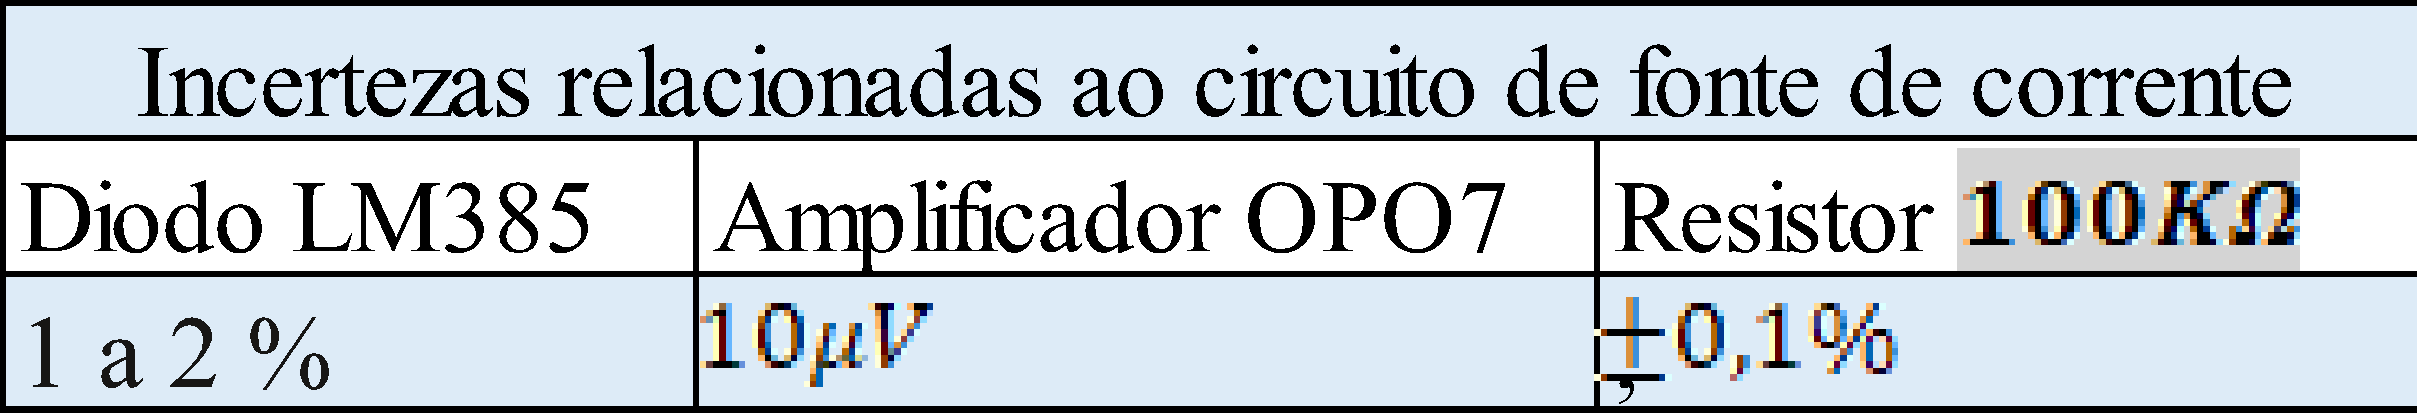 Incertezas relacionadas ao circuito de fonte de corrente
Diodo LM385 Amplificador OPO7 Resistor 100KΩ
1 a 2 % 10μV ±0,1% ,